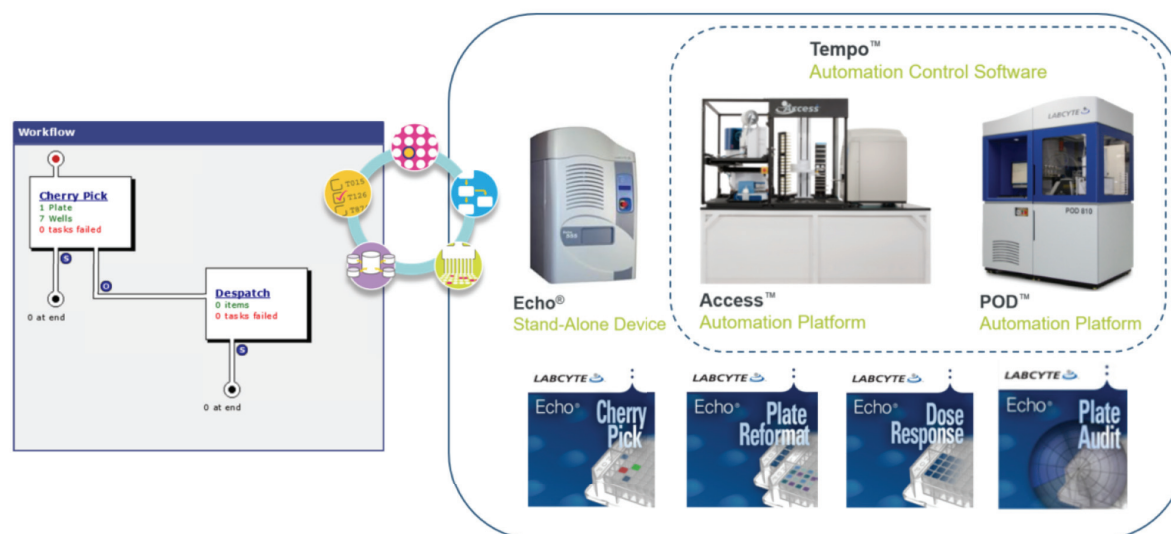 Workflow
Cherry Pick
1 Plate
7 Wells
0 tasks failed
S
O
0 at end
Despatch
0 items
0 tasks failed
S
0 at end
T015
T126
Tempo™
Automation Control Software
Access
LABCYTE
POD 810
Echo®
Stand-Alone Device
Access™
Automation Platform
POD™
Automation Platform
LABCYTE
Echo®
Cherry
Pick
LABCYTE
Echo®
Plate
Reformat
LABCYTE
Echo®
Dose
Response
LABCYTE
Echo®
Plate
Audit